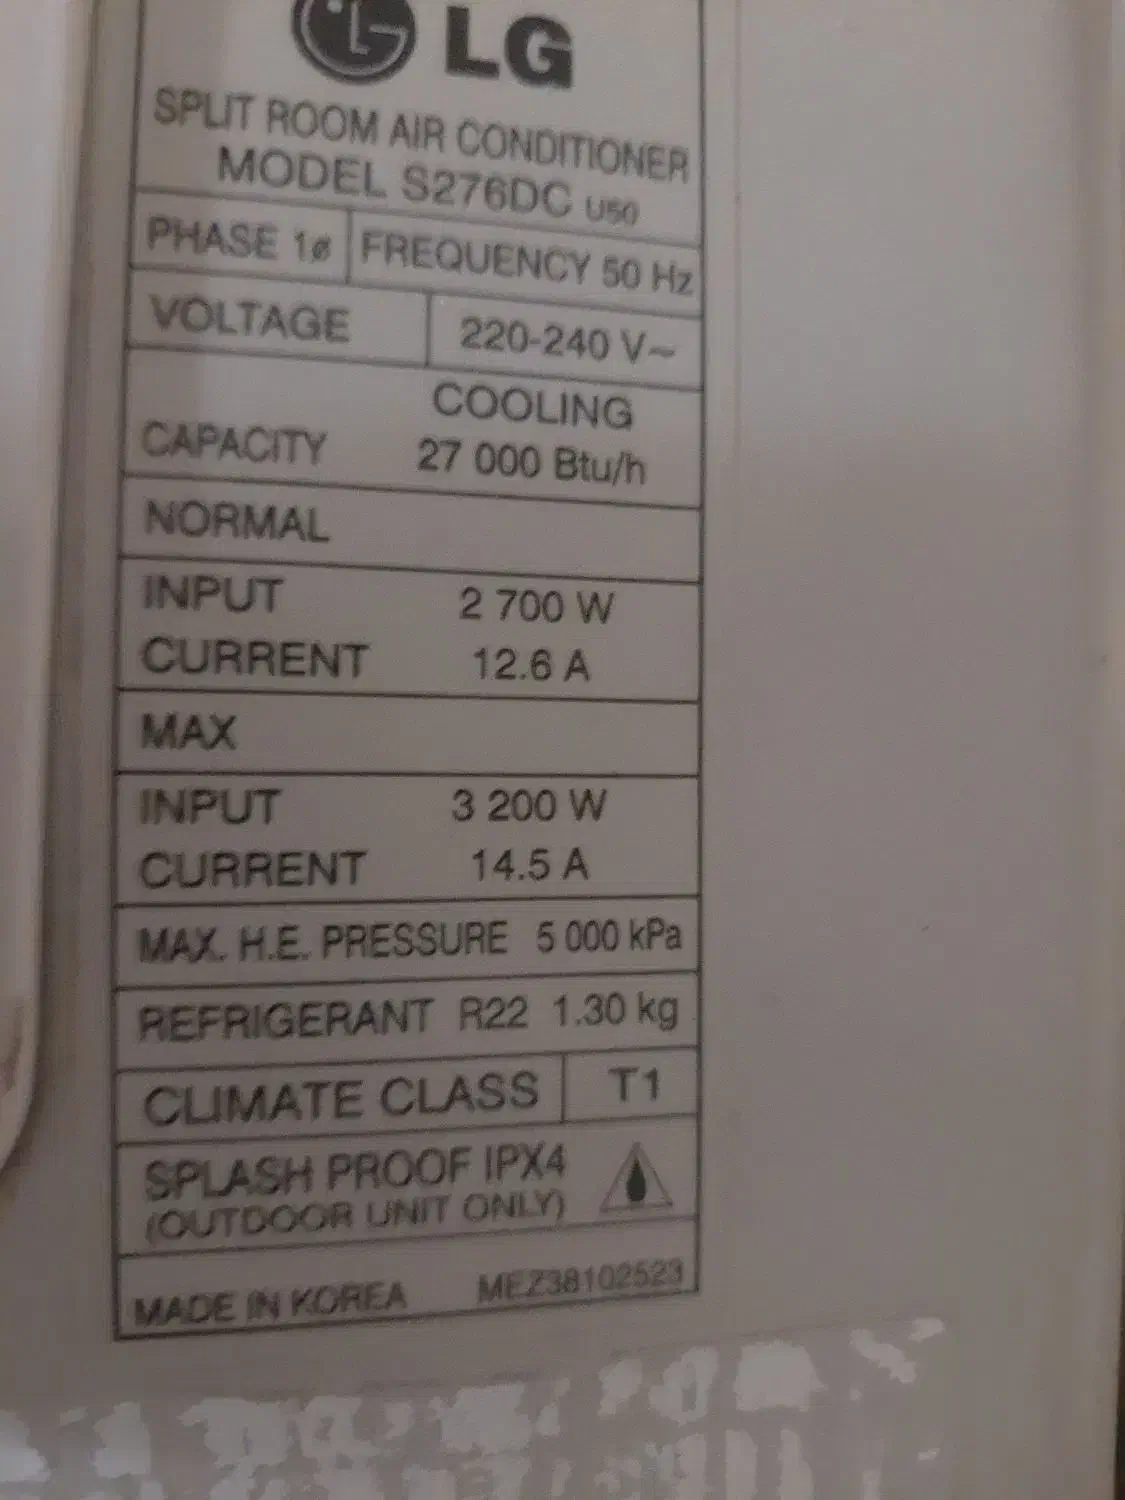 LG
SPLIT ROOM AIR CONDITIONER
MODEL S276DC U50
PHASE 1ø FREQUENCY 50 Hz
VOLTAGE 220-240 V~
COOLING
CAPACITY 27 000 Btu/h
NORMAL
INPUT 2 700 W
CURRENT 12.6 A
MAX
INPUT 3 200 W
CURRENT 14.5 A
MAX. H.E. PRESSURE 5 000 kPa
REFRIGERANT R22 1.30 kg
CLIMATE CLASS T1
SPLASH PROOF IPX4
(OUTDOOR UNIT ONLY)
MADE IN KOREA MEZ38102523